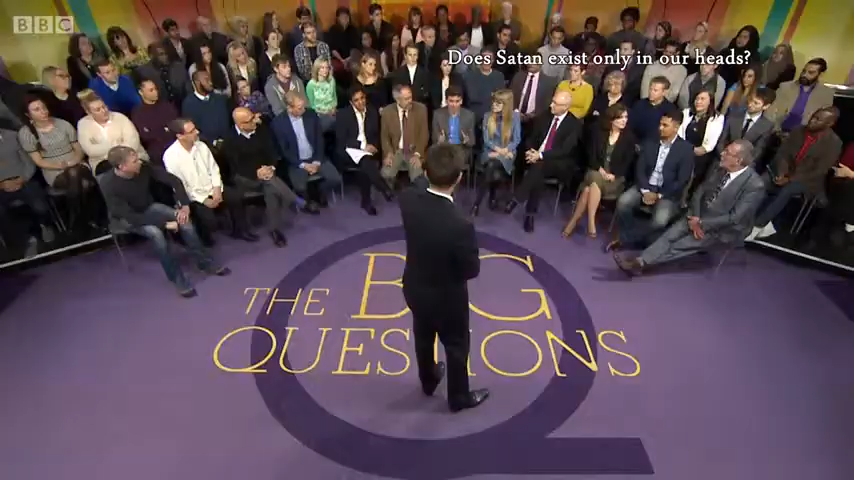 BBC
Does Satan exist only in our heads?
THE BIG
QUESTIONS